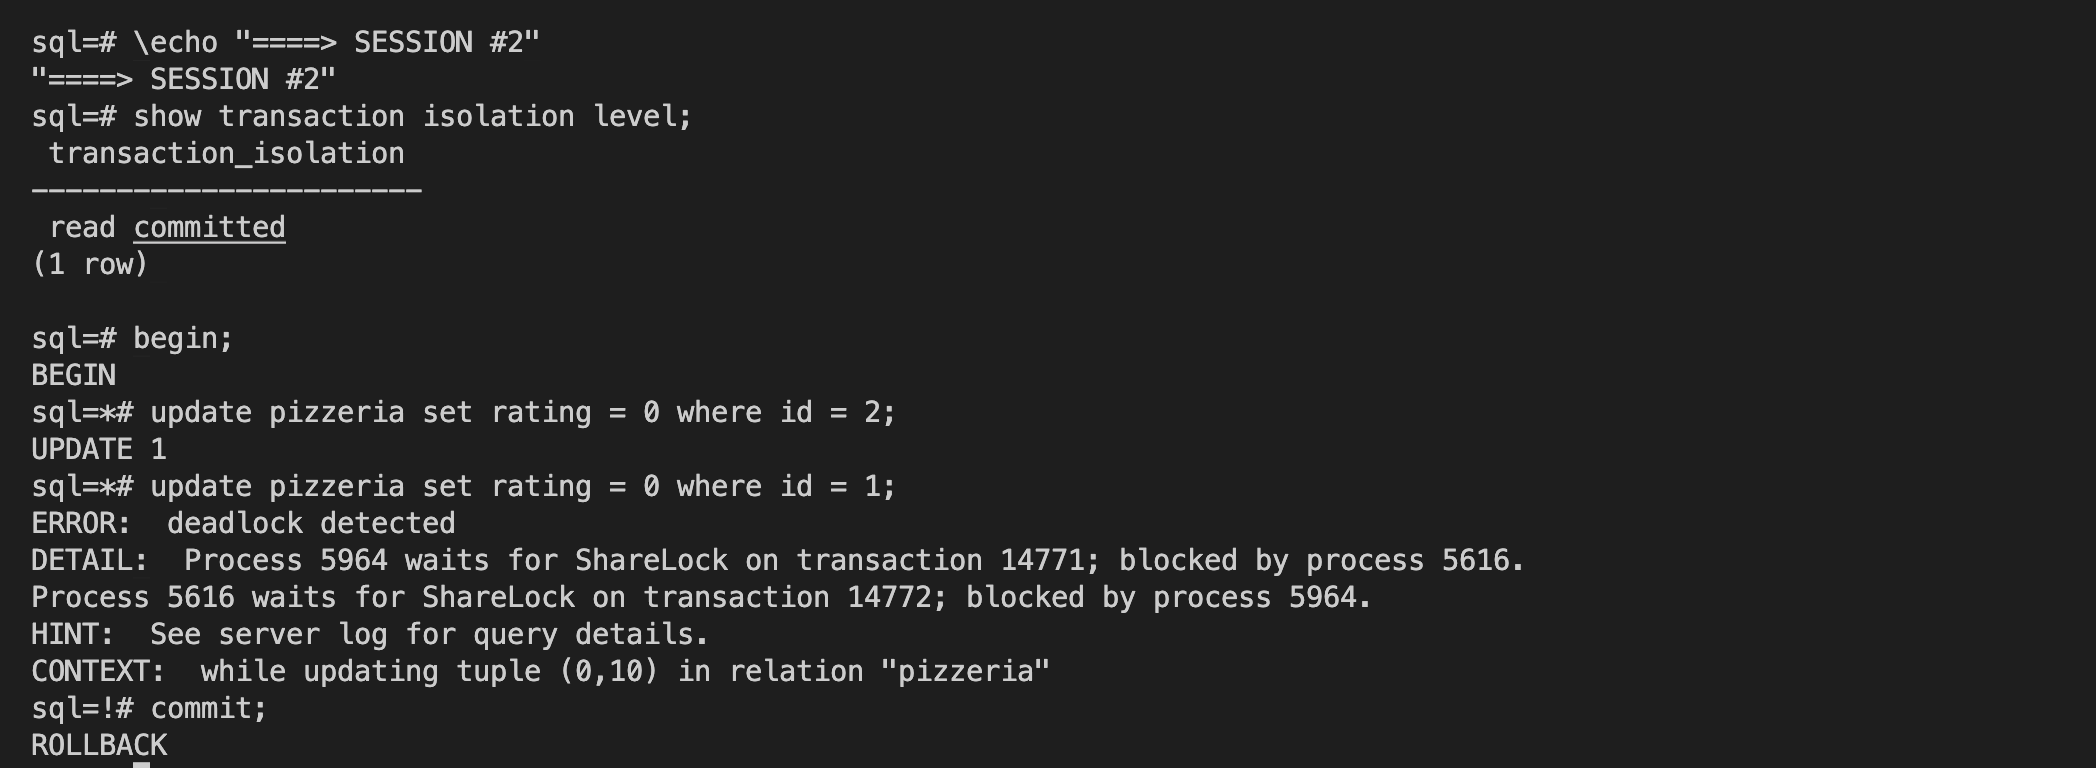 sql=# \echo "====> SESSION #2"
"====> SESSION #2"
sql=# show transaction isolation level;
 transaction_isolation
-----------------------
 read committed
(1 row)

sql=# begin;
BEGIN
sql=*# update pizzeria set rating = 0 where id = 2;
UPDATE 1
sql=*# update pizzeria set rating = 0 where id = 1;
ERROR:  deadlock detected
DETAIL:  Process 5964 waits for ShareLock on transaction 14771; blocked by process 5616.
Process 5616 waits for ShareLock on transaction 14772; blocked by process 5964.
HINT:  See server log for query details.
CONTEXT:  while updating tuple (0,10) in relation "pizzeria"
sql=!# commit;
ROLLBACK